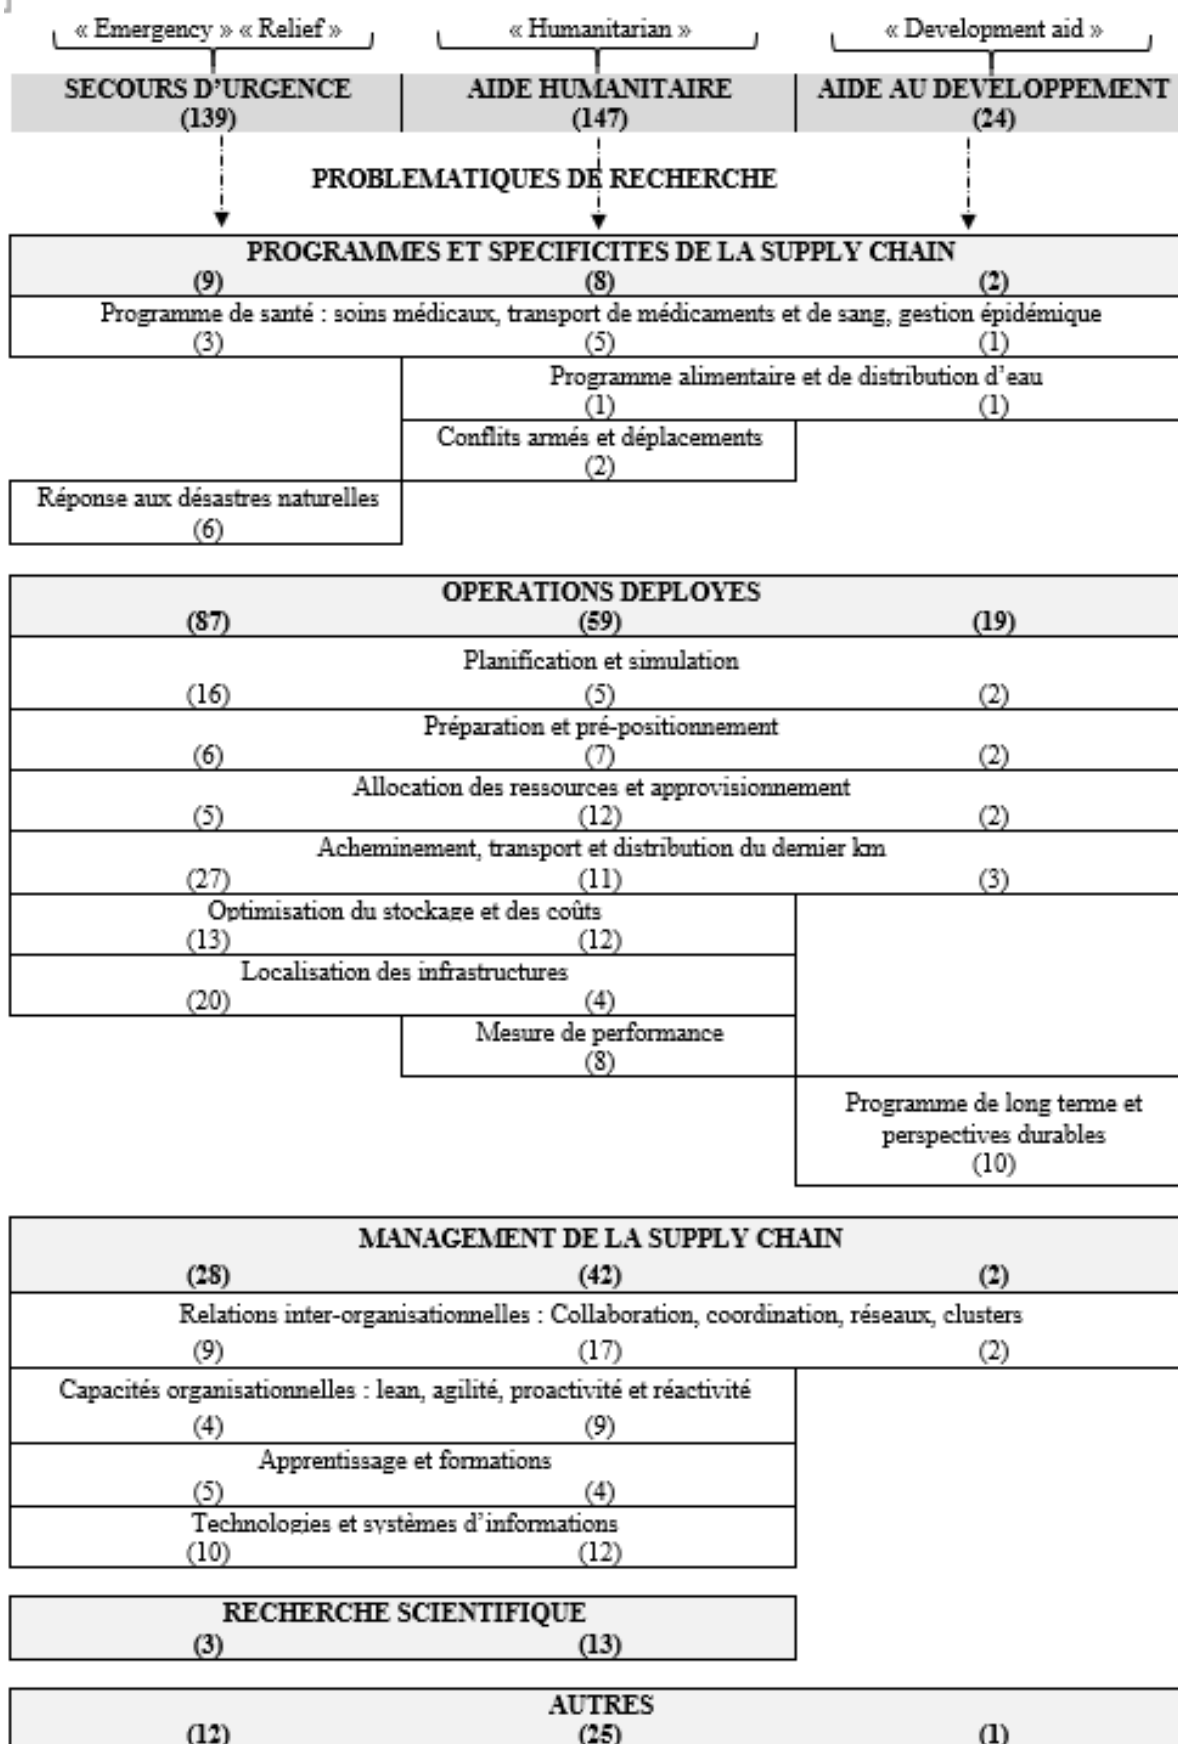 « Emergency » « Relief » « Humanitarian » « Development aid »
SECOURS D'URGENCE AIDE HUMANITAIRE AIDE AU DEVELOPPEMENT
(139) (147) (24)
PROBLEMATIQUES DE RECHERCHE
PROGRAMMES ET SPECIFICITES DE LA SUPPLY CHAIN
(9) (8) (2)
Programme de santé : soins médicaux, transport de médicaments et de sang, gestion épidémique
(3) (5) (1)
Programme alimentaire et de distribution d'eau
(1) (1)
Conflits armés et déplacements
(2)
Réponse aux désastres naturelles
(6)
OPERATIONS DEPLOYES
(87) (59) (19)
Planification et simulation
(16) (5) (2)
Préparation et pré-positionnement
(6) (7) (2)
Allocation des ressources et approvisionnement
(5) (12) (2)
Acheminement, transport et distribution du dernier km
(27) (11) (3)
Optimisation du stockage et des coûts
(13) (12)
Localisation des infrastructures
(20) (4)
Mesure de performance
(8)
Programme de long terme et
perspectives durables
(10)
MANAGEMENT DE LA SUPPLY CHAIN
(28) (42) (2)
Relations inter-organisationnelles : Collaboration, coordination, réseaux, clusters
(9) (17) (2)
Capacités organisationnelles : lean, agilité, proactivité et réactivité
(4) (9)
Apprentissage et formations
(5) (4)
Technologies et systèmes d'informations
(10) (12)
RECHERCHE SCIENTIFIQUE
(3) (13)
AUTRES
(12) (25) (1)